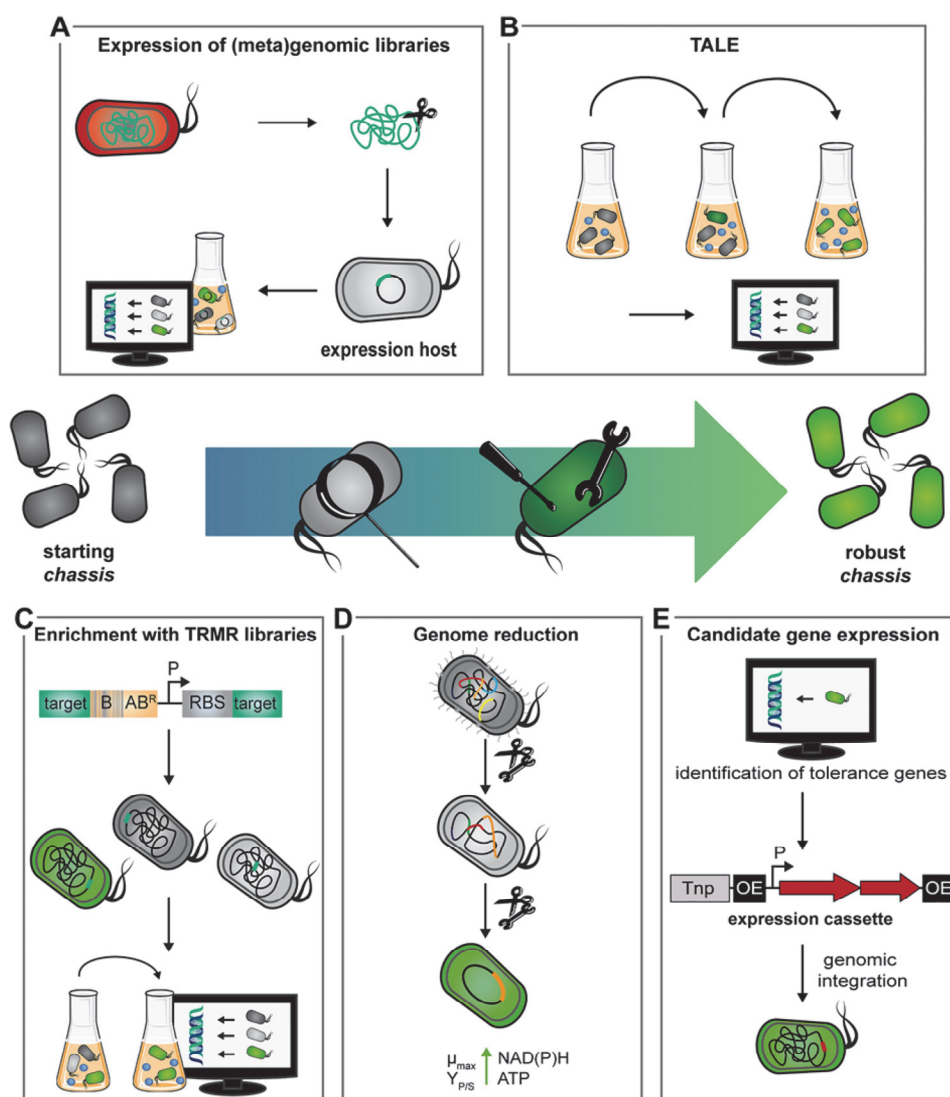 A
Expression of (meta)genomic libraries
expression host
B
TALE
starting
chassis
robust
chassis
C
Enrichment with TRMR libraries
P
target B ABᴿ RBS target
D
Genome reduction
μmax NAD(P)H
YP/S ATP
E
Candidate gene expression
identification of tolerance genes
P
Tnp OE OE
expression cassette
genomic
integration